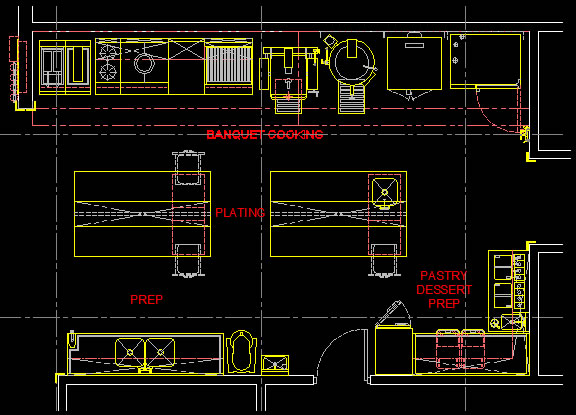 BANQUET COOKING
PLATING
PASTRY
DESSERT
PREP
PREP